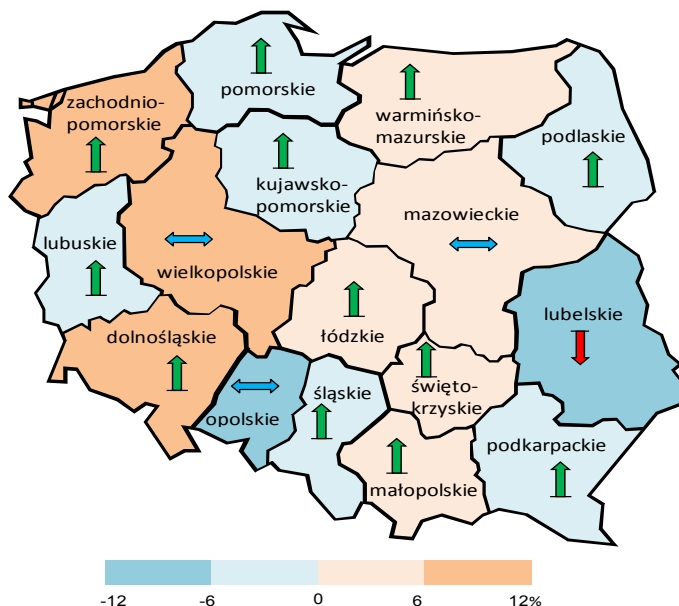 pomorskie
zachodnio-
pomorskie
warmińsko-
mazurskie
podlaskie
kujawsko-
pomorskie
mazowieckie
lubuskie
wielkopolskie
lubelskie
dolnośląskie
łódzkie
śląskie
święto-
krzyskie
opolskie
podkarpackie
małopolskie
-12 -6 0 6 12%